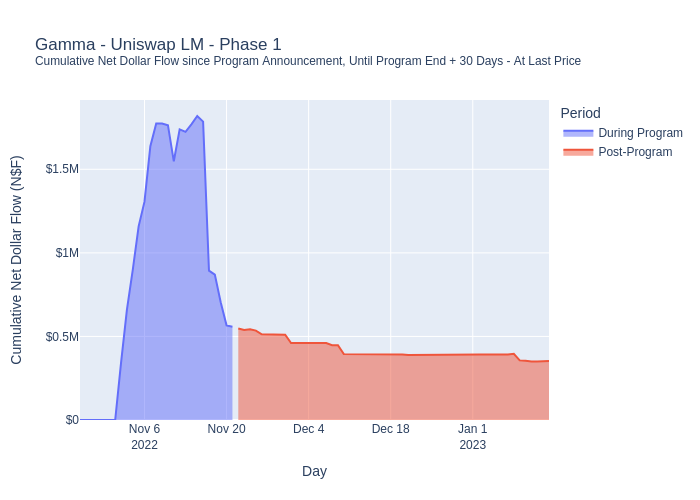 Gamma - Uniswap LM - Phase 1
Cumulative Net Dollar Flow since Program Announcement, Until Program End + 30 Days - At Last Price
Period
During Program
Post-Program
Cumulative Net Dollar Flow (N$F)
$1.5M
$1M
$0.5M
$0
Nov 6
2022
Nov 20
Dec 4
Dec 18
Jan 1
2023
Day